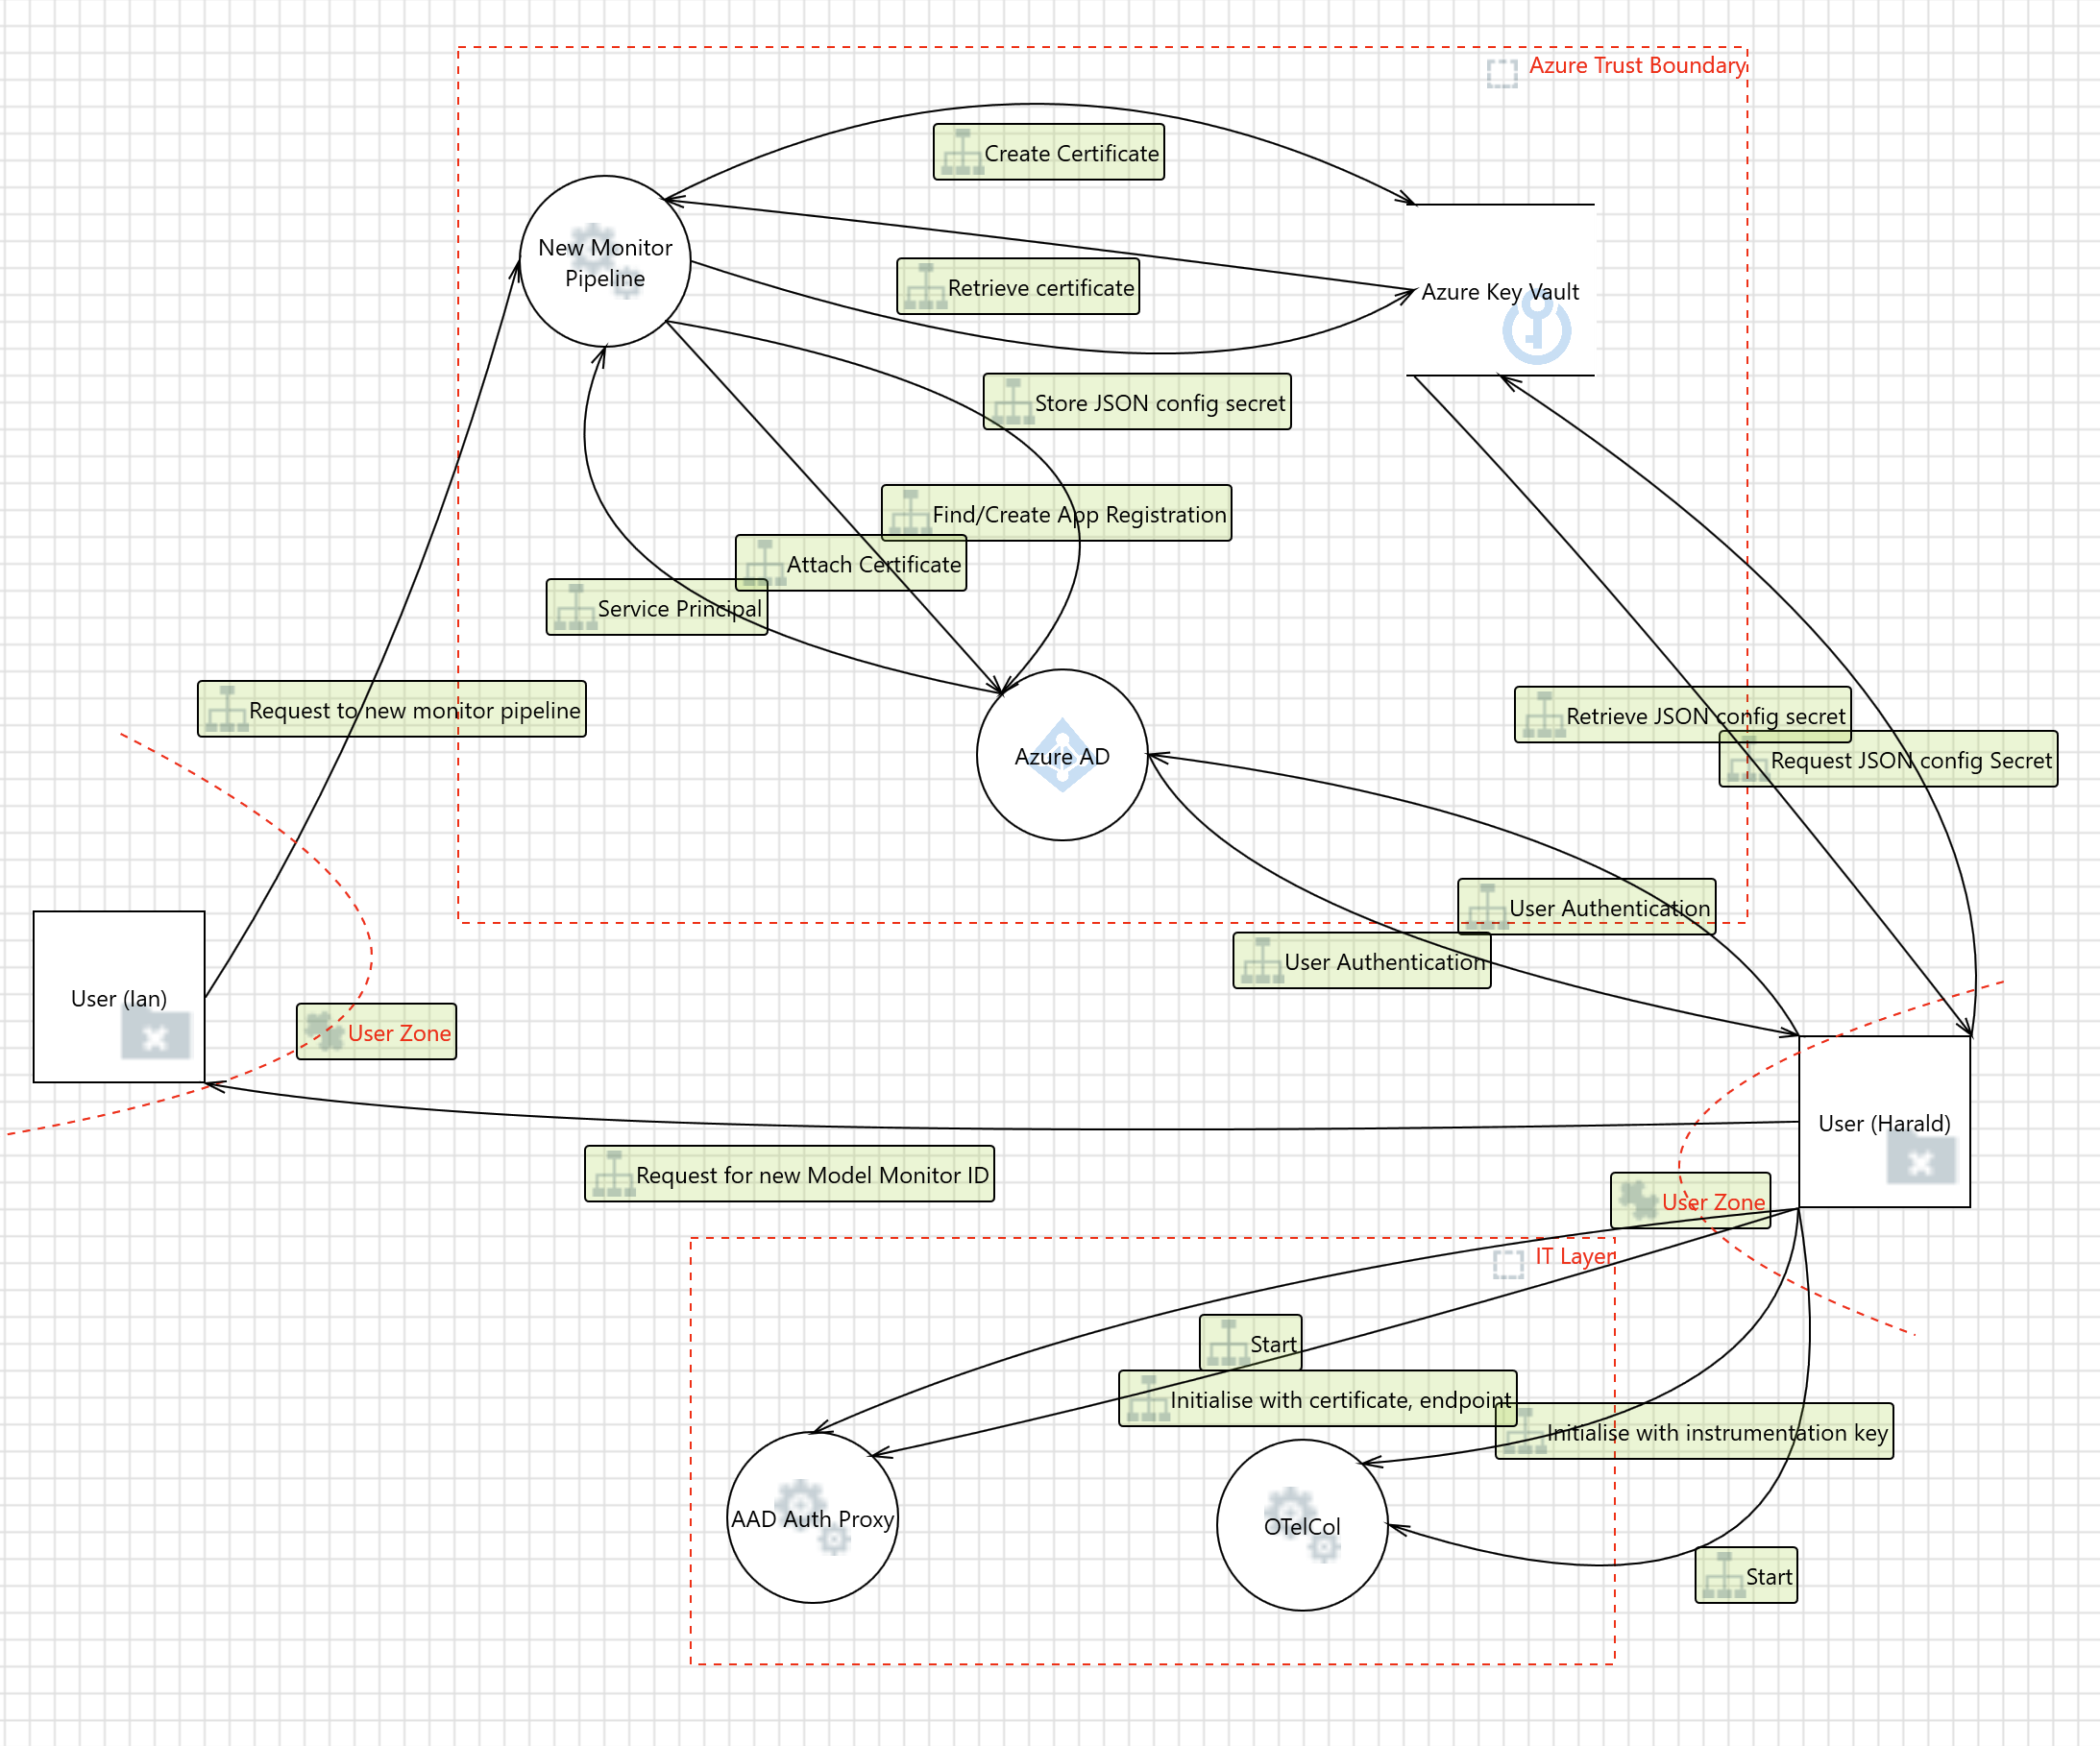 Azure Trust Boundary
Create Certificate
New Monitor
Pipeline
Retrieve certificate
Azure Key Vault
Store JSON config secret
Find/Create App Registration
Attach Certificate
Service Principal
Request to new monitor pipeline
Retrieve JSON config secret
Request JSON config Secret
Azure AD
User Authentication
User Authentication
User (Ian)
User Zone
User (Harald)
Request for new Model Monitor ID
User Zone
IT Layer
Start
Initialise with certificate, endpoint
Initialise with instrumentation key
AAD Auth Proxy
OTelCol
Start